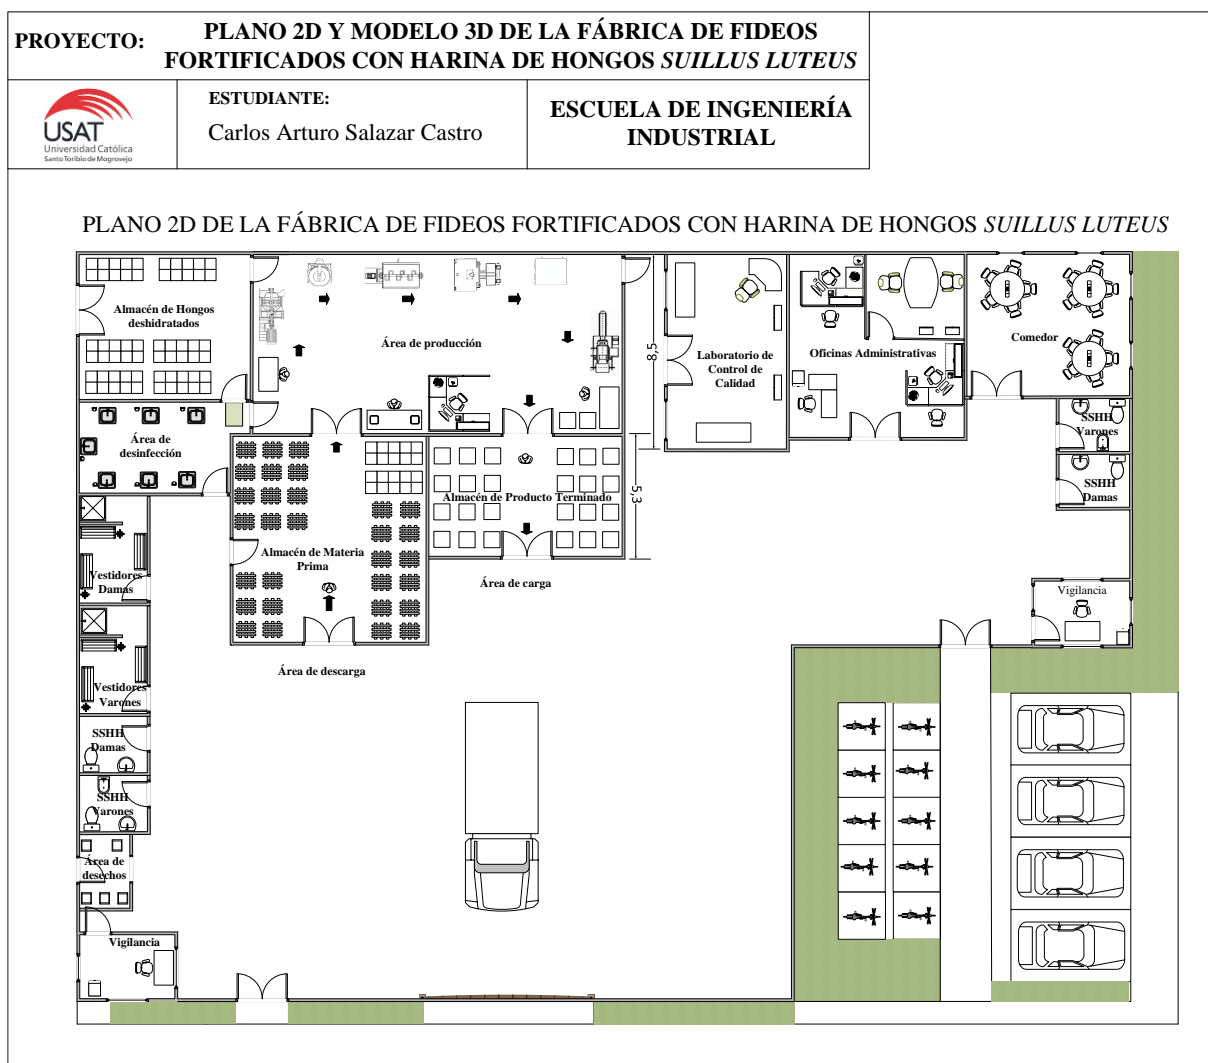 PROYECTO:
PLANO 2D Y MODELO 3D DE LA FÁBRICA DE FIDEOS
FORTIFICADOS CON HARINA DE HONGOS SUILLUS LUTEUS
USAT
Universidad Católica
Santo Toribio de Mogrovejo
ESTUDIANTE:
Carlos Arturo Salazar Castro
ESCUELA DE INGENIERÍA
INDUSTRIAL
PLANO 2D DE LA FÁBRICA DE FIDEOS FORTIFICADOS CON HARINA DE HONGOS SUILLUS LUTEUS
Almacén de Hongos
deshidratados
Área de producción
8,5
Laboratorio de
Control de
Calidad
Oficinas Administrativas
Comedor
Área de
desinfección
SSHH
Varones
SSHH
Damas
Almacén de Producto Terminado
5,3
Almacén de Materia
Prima
Vestidores
Damas
Área de carga
Vigilancia
Área de descarga
Vestidores
Varones
SSHH
Damas
SSHH
Varones
Área de
desechos
Vigilancia